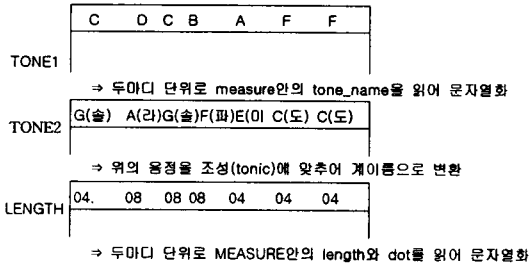 C D C B A F F
TONE1
⇒ 두마디 단위로 measure안의 tone_name을 읽어 문자열화
TONE2 G(솔) A(라)G(솔)F(파)E(미 C(도) C(도)
⇒ 위의 음정을 조성(tonic)에 맞추어 계이름으로 변환
LENGTH 04. 08 08 08 04 04 04
⇒ 두마디 단위로 MEASURE안의 length와 dot를 읽어 문자열화